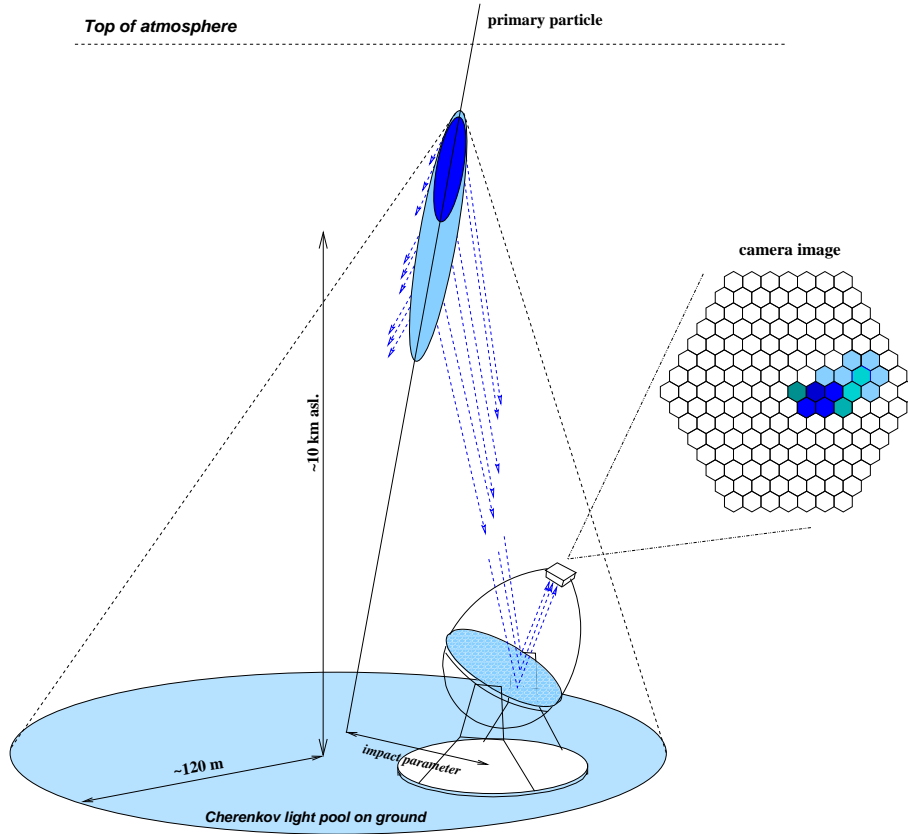 primary particle
Top of atmosphere
camera image
~10 km asl.
impact parameter
~120 m
Cherenkov light pool on ground